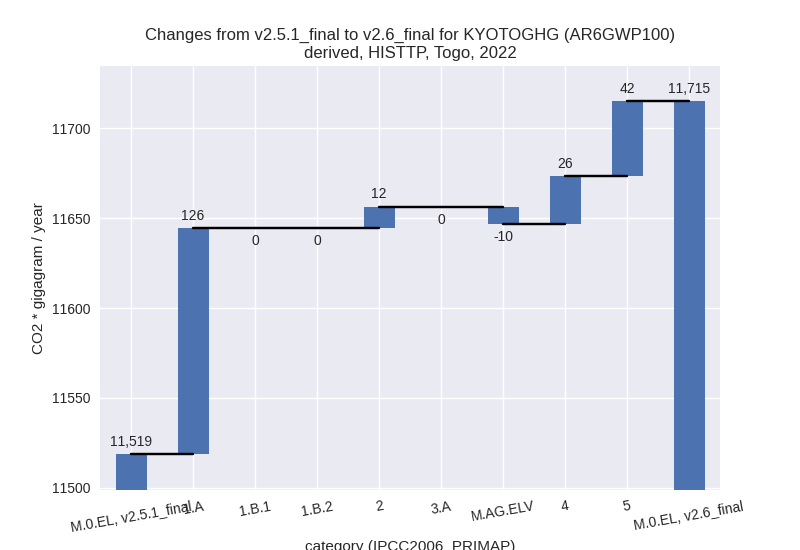 Changes from v2.5.1_final to v2.6_final for KYOTOGHG (AR6GWP100)
derived, HISTTP, Togo, 2022
CO2 * gigagram / year
11700
11650
11600
11550
11500
11,519
126
0
0
12
0
-10
26
42
11,715
M.0.EL, v2.5.1_final
1.A
1.B.1
1.B.2
2
3.A
M.AG.ELV
4
5
M.0.EL, v2.6_final
category (IPCC2006_PRIMAP)